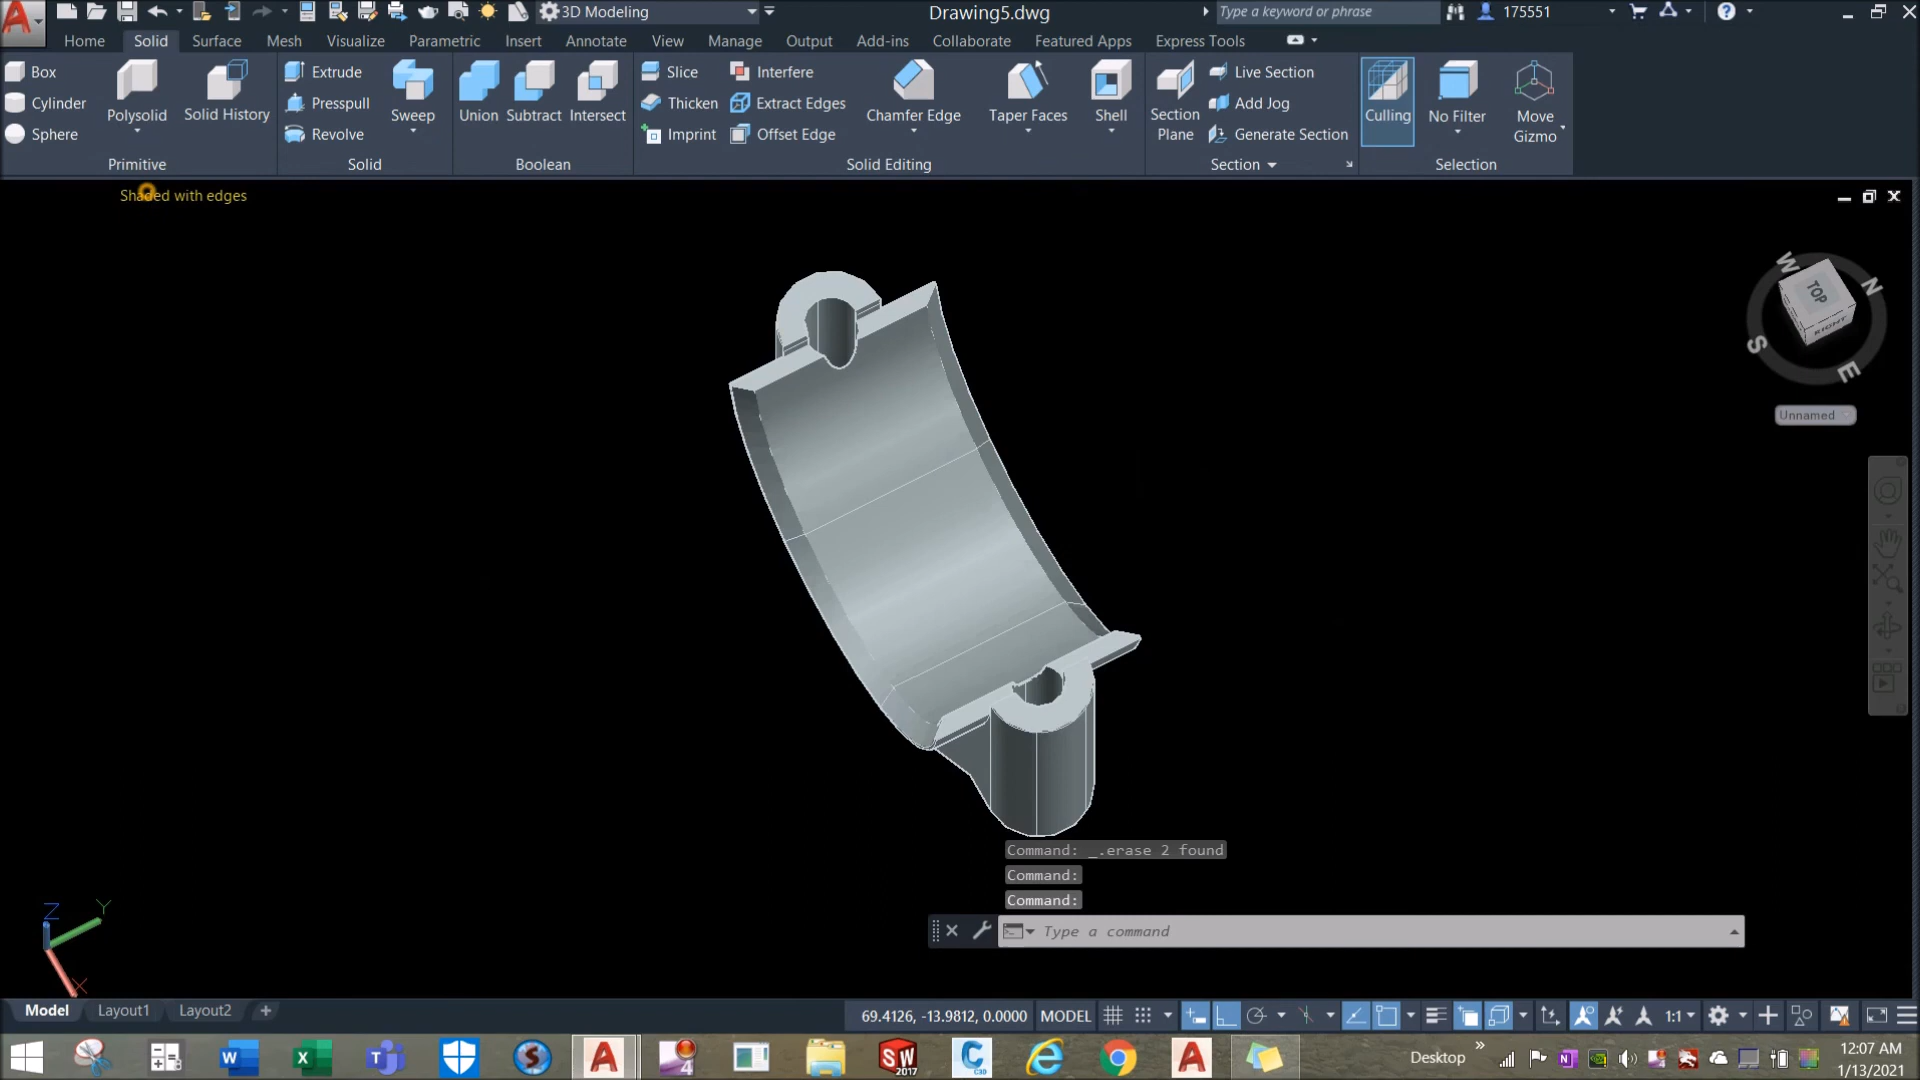 3D Modeling
Drawing5.dwg
Type a keyword or phrase
175551
Home Solid Surface Mesh Visualize Parametric Insert Annotate View Manage Output Add-ins Collaborate Featured Apps Express Tools
Box
Cylinder
Sphere
Polysolid
Solid History
Primitive
Extrude
Presspull
Revolve
Sweep
Solid
Union
Subtract
Intersect
Boolean
Slice
Thicken
Imprint
Interfere
Extract Edges
Offset Edge
Chamfer Edge
Taper Faces
Shell
Solid Editing
Section
Plane
Live Section
Add Jog
Generate Section
Section
Culling
No Filter
Move
Gizmo
Selection
Shaded with edges
W
N
TOP
RIGHT
S
E
Unnamed
Command: _.erase 2 found
Command:
Command:
Type a command
Z
Y
X
Model Layout1 Layout2
69.4126, -13.9812, 0.0000 MODEL
1:1
W
X
T
S
A
4
SW
2017
C
C3D
A
N
Desktop
12:07 AM
1/13/2021